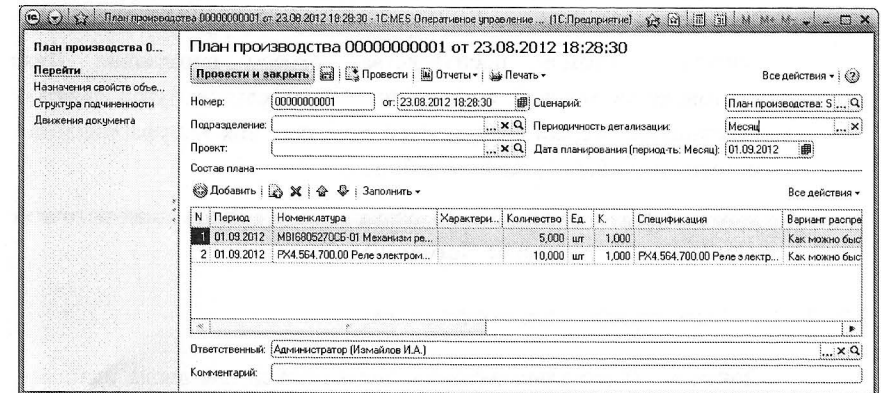 План производства 00000000001 от 23.08.2012 18:28:30 - 1С:MES Оперативное управление ... (1С:Предприятие) M M+ M-
План производства 0...
Перейти
Назначения свойств объе...
Структура подчиненности
Движения документа
План производства 00000000001 от 23.08.2012 18:28:30
Провести и закрыть Провести Отчеты Печать Все действия
Номер: 00000000001 от: 23.08.2012 18:28:30 Сценарий: План производства: S ...
Подразделение: ... Периодичность детализации: Месяц ...
Проект: ... Дата планирования (период-ть: Месяц): 01.09.2012
Состав плана
Добавить Заполнить Все действия
N Период Номенклатура Характери... Количество Ед. К. Спецификация Вариант распре
1 01.09.2012 МВІ6805270СБ-01 Механизм ре... 5,000 шт 1,000 Как можно быс
2 01.09.2012 РХ4.564.700.00 Реле электром... 10,000 шт 1,000 РХ4.564.700.00 Реле электр... Как можно быс
Ответственный: Администратор (Измайлов И.А.) ...
Комментарий: